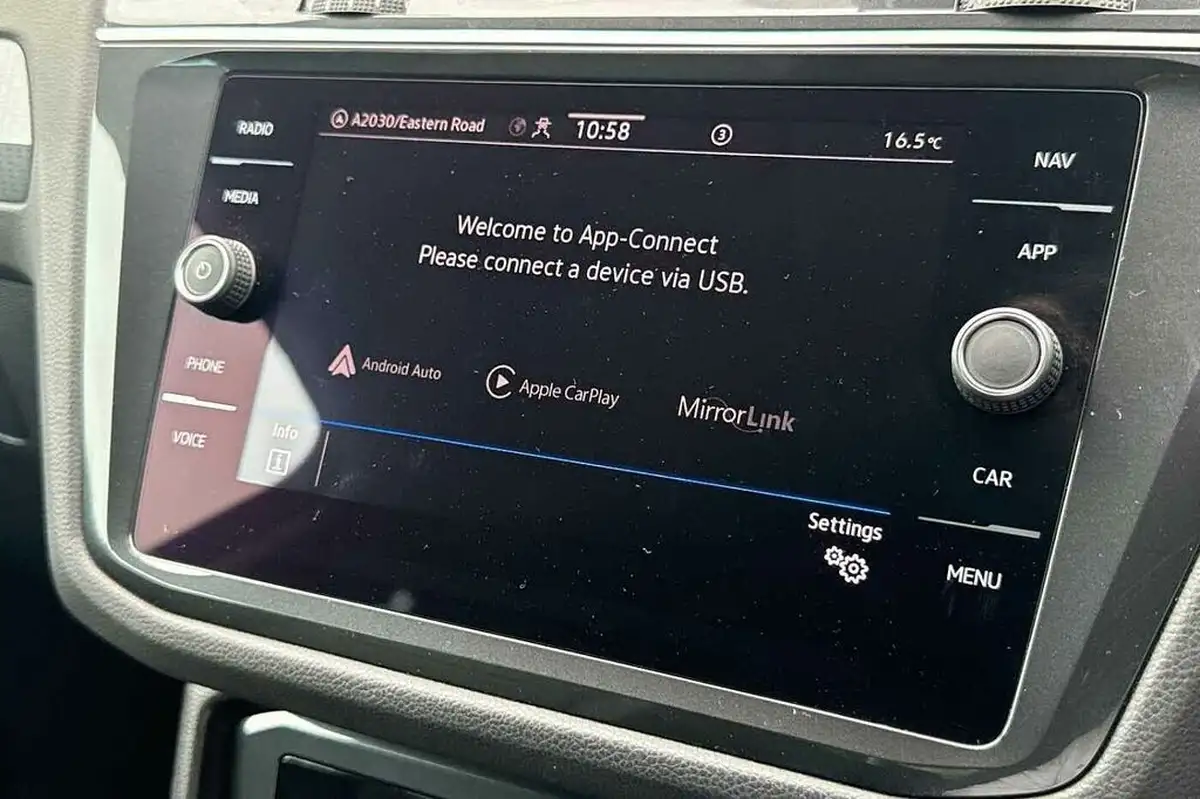 RADIO
MEDIA
PHONE
VOICE
A2030/Eastern Road
10:58
3
16.5°C
Welcome to App-Connect
Please connect a device via USB.
Android Auto
Apple CarPlay
MirrorLink
Info
i
Settings
NAV
APP
CAR
MENU